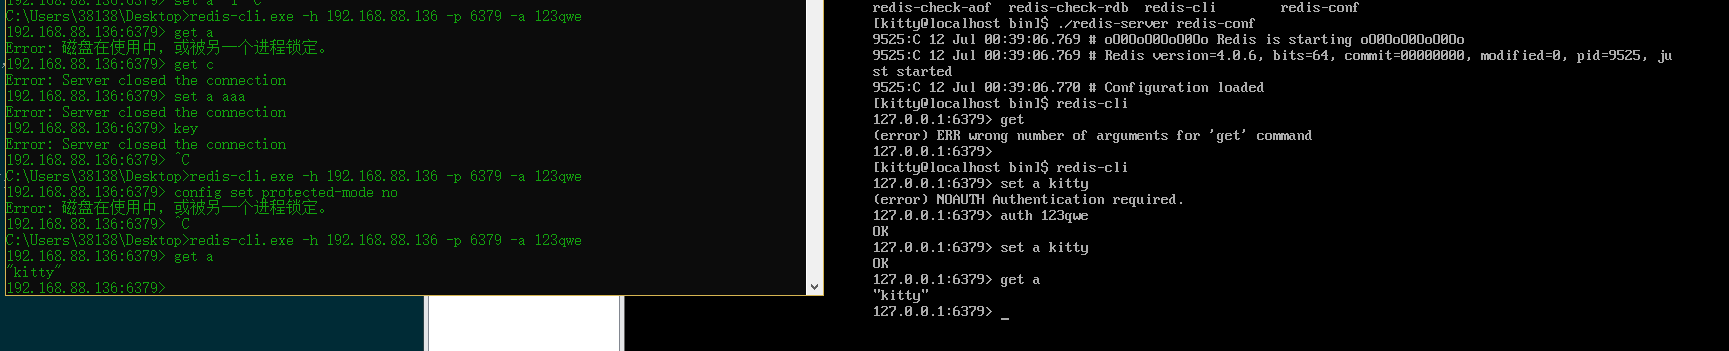 set a "1"^C
C:\Users\38138\Desktop>redis-cli.exe -h 192.168.88.136 -p 6379 -a 123qwe
192.168.88.136:6379> get a
Error: 磁盘在使用中，或被另一个进程锁定。
192.168.88.136:6379> get c
Error: Server closed the connection
192.168.88.136:6379> set a aaa
Error: Server closed the connection
192.168.88.136:6379> key
Error: Server closed the connection
192.168.88.136:6379> ^C
C:\Users\38138\Desktop>redis-cli.exe -h 192.168.88.136 -p 6379 -a 123qwe
192.168.88.136:6379> config set protected-mode no
Error: 磁盘在使用中，或被另一个进程锁定。
192.168.88.136:6379> ^C
C:\Users\38138\Desktop>redis-cli.exe -h 192.168.88.136 -p 6379 -a 123qwe
192.168.88.136:6379> get a
"kitty"
192.168.88.136:6379>
redis-check-aof redis-check-rdb redis-cli redis-conf
[kitty@localhost bin]$ ./redis-server redis-conf
9525:C 12 Jul 00:39:06.769 # oO0OoO0OoO0Oo Redis is starting oO0OoO0OoO0Oo
9525:C 12 Jul 00:39:06.769 # Redis version=4.0.6, bits=64, commit=00000000, modified=0, pid=9525, ju
st started
9525:C 12 Jul 00:39:06.770 # Configuration loaded
[kitty@localhost bin]$ redis-cli
127.0.0.1:6379> get
(error) ERR wrong number of arguments for 'get' command
127.0.0.1:6379>
[kitty@localhost bin]$ redis-cli
127.0.0.1:6379> set a kitty
(error) NOAUTH Authentication required.
127.0.0.1:6379> auth 123qwe
OK
127.0.0.1:6379> set a kitty
OK
127.0.0.1:6379> get a
"kitty"
127.0.0.1:6379> _